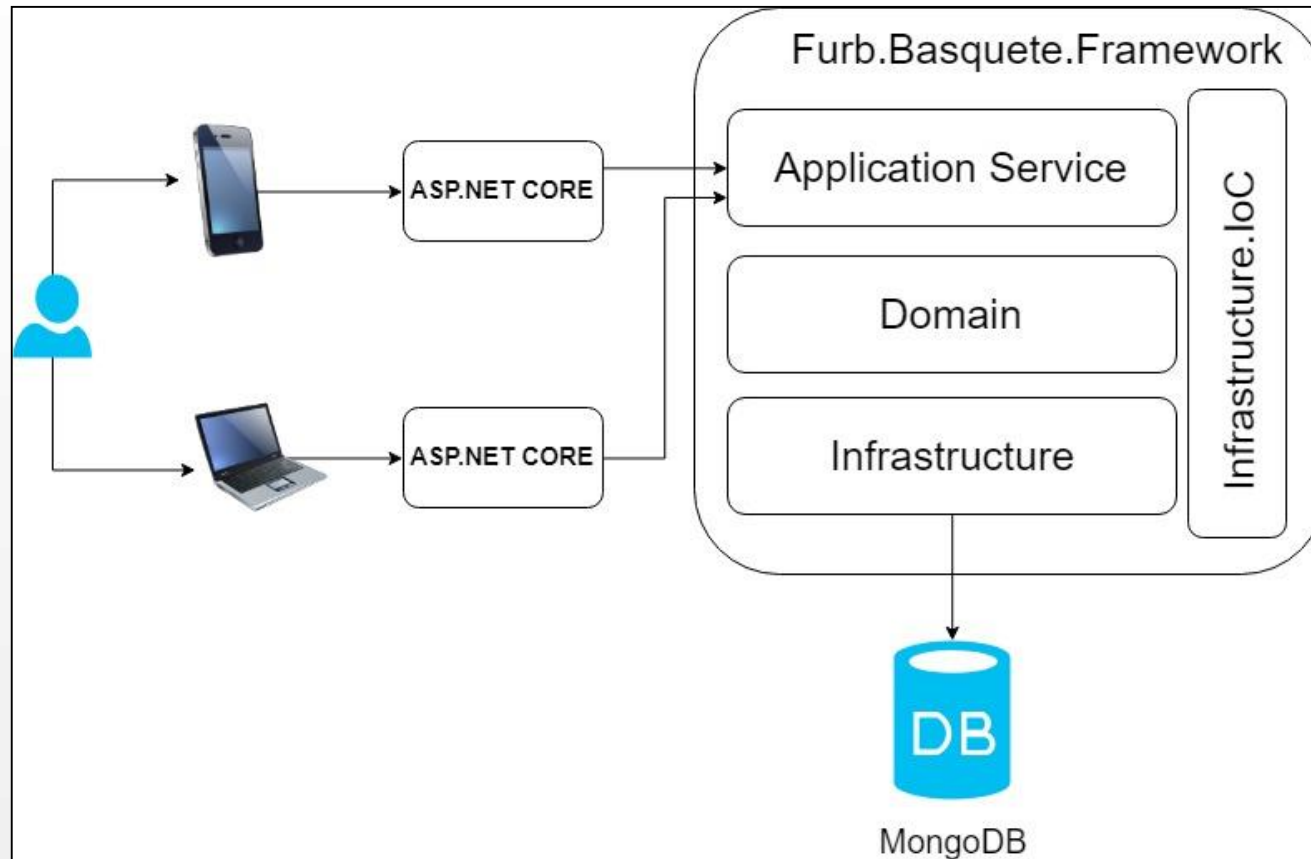 Furb.Basquete.Framework
ASP.NET CORE
Application Service
Infrastructure.IoC
Domain
ASP.NET CORE
Infrastructure
DB
MongoDB